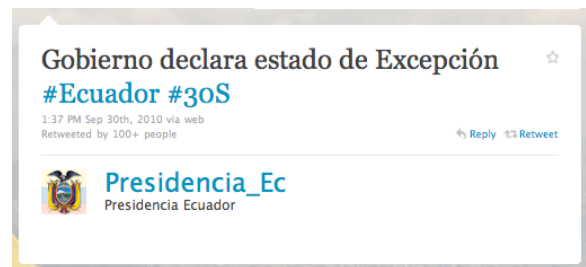 Gobierno declara estado de Excepción
#Ecuador #30S
1:37 PM Sep 30th, 2010 via web
Retweeted by 100+ people
Reply Retweet
Presidencia_Ec
Presidencia Ecuador